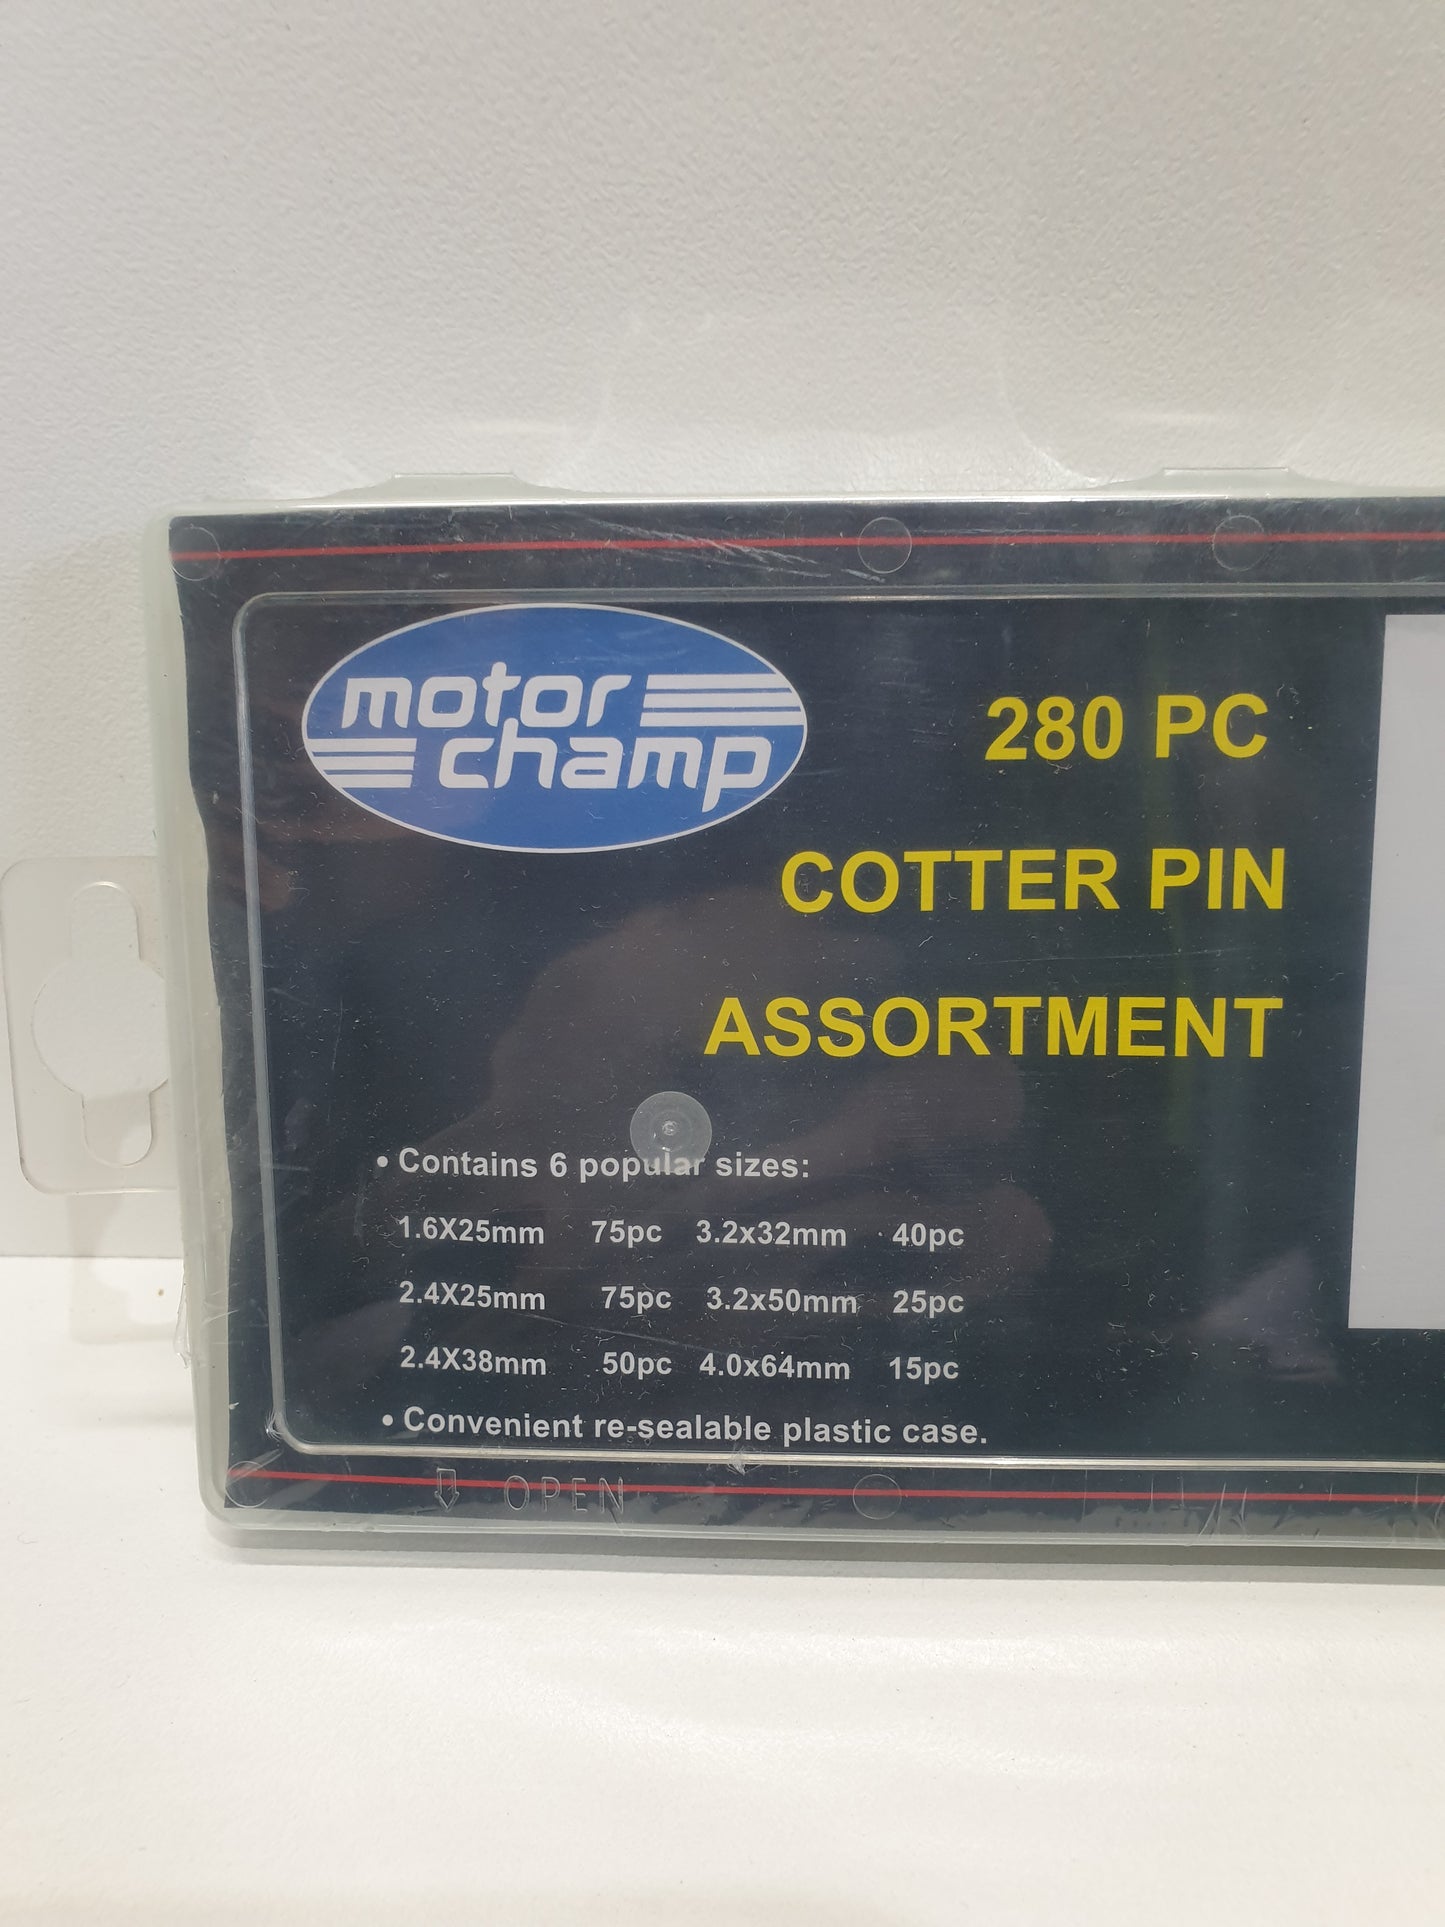 motor
champ
280 PC
COTTER PIN
ASSORTMENT
• Contains 6 popular sizes:
1.6X25mm 75pc 3.2x32mm 40pc
2.4X25mm 75pc 3.2x50mm 25pc
2.4X38mm 50pc 4.0x64mm 15pc
• Convenient re-sealable plastic case.
OPEN